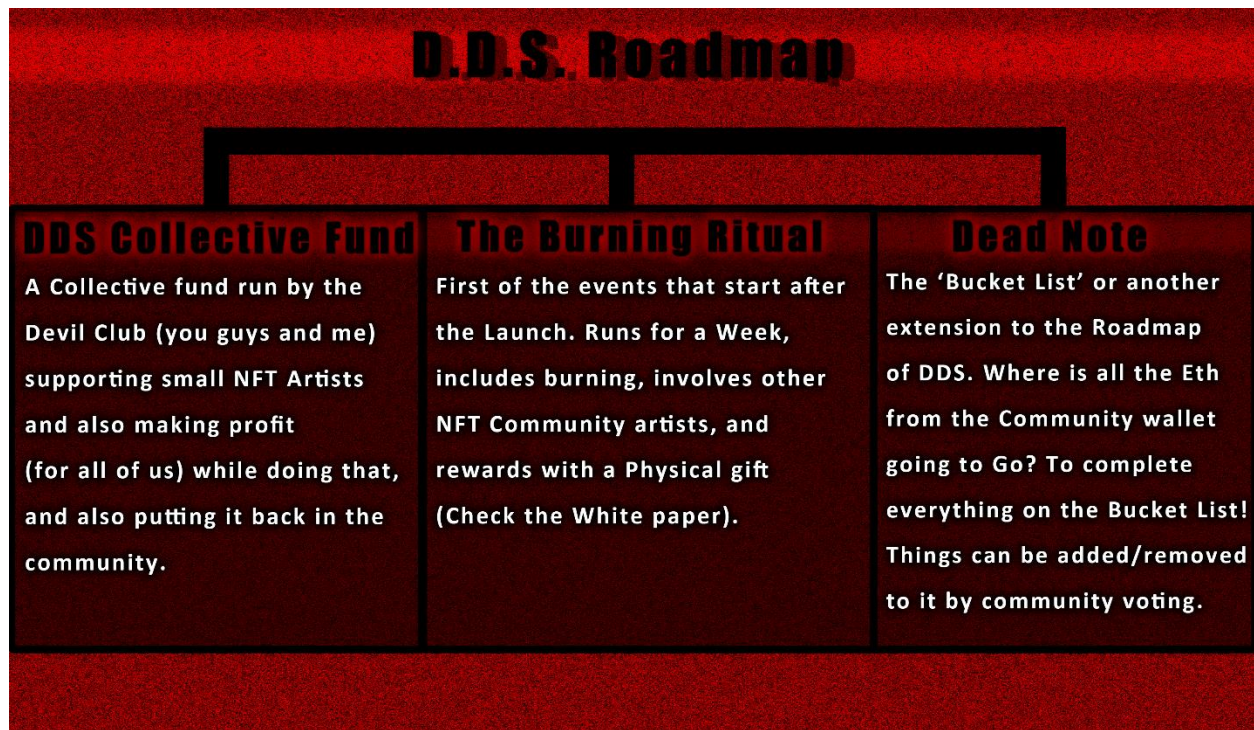 D.D.S. Roadmap
DDS Collective Fund
A Collective fund run by the
Devil Club (you guys and me)
supporting small NFT Artists
and also making profit
(for all of us) while doing that,
and also putting it back in the
community.
The Burning Ritual
First of the events that start after
the Launch. Runs for a Week,
includes burning, involves other
NFT Community artists, and
rewards with a Physical gift
(Check the White paper).
Dead Note
The ‘Bucket List’ or another
extension to the Roadmap
of DDS. Where is all the Eth
from the Community wallet
going to Go? To complete
everything on the Bucket List!
Things can be added/removed
to it by community voting.